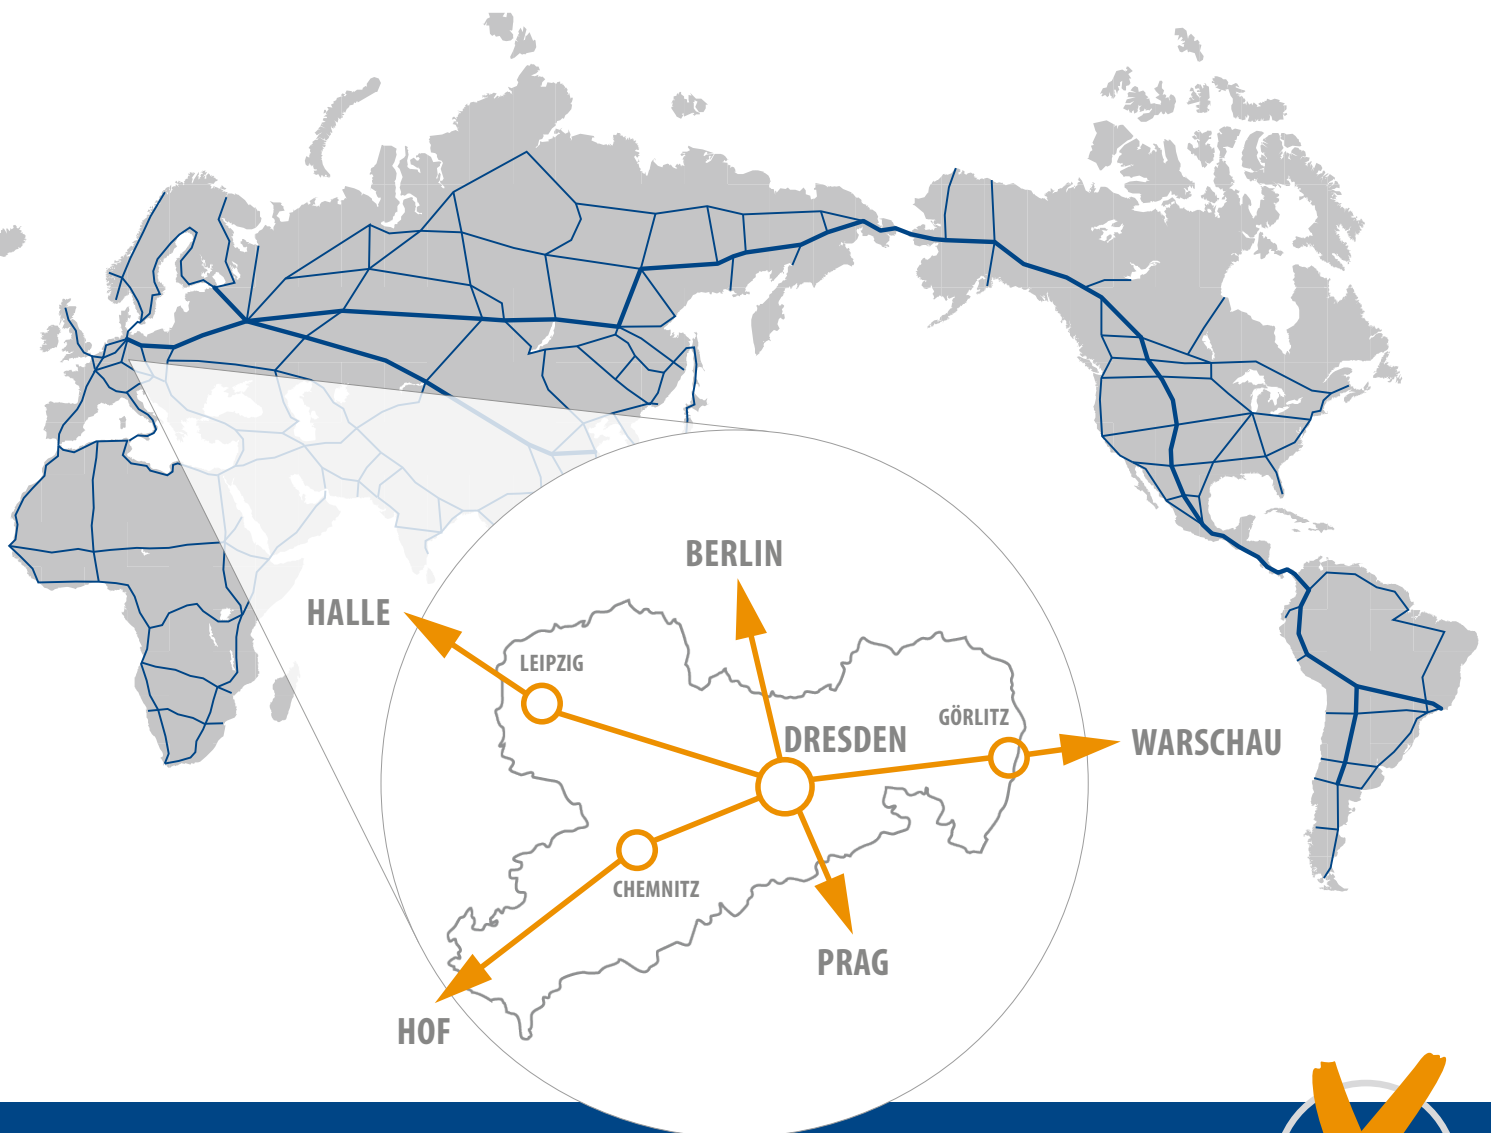 BERLIN
HALLE
LEIPZIG
GÖRLITZ
DRESDEN
WARSCHAU
CHEMNITZ
PRAG
HOF